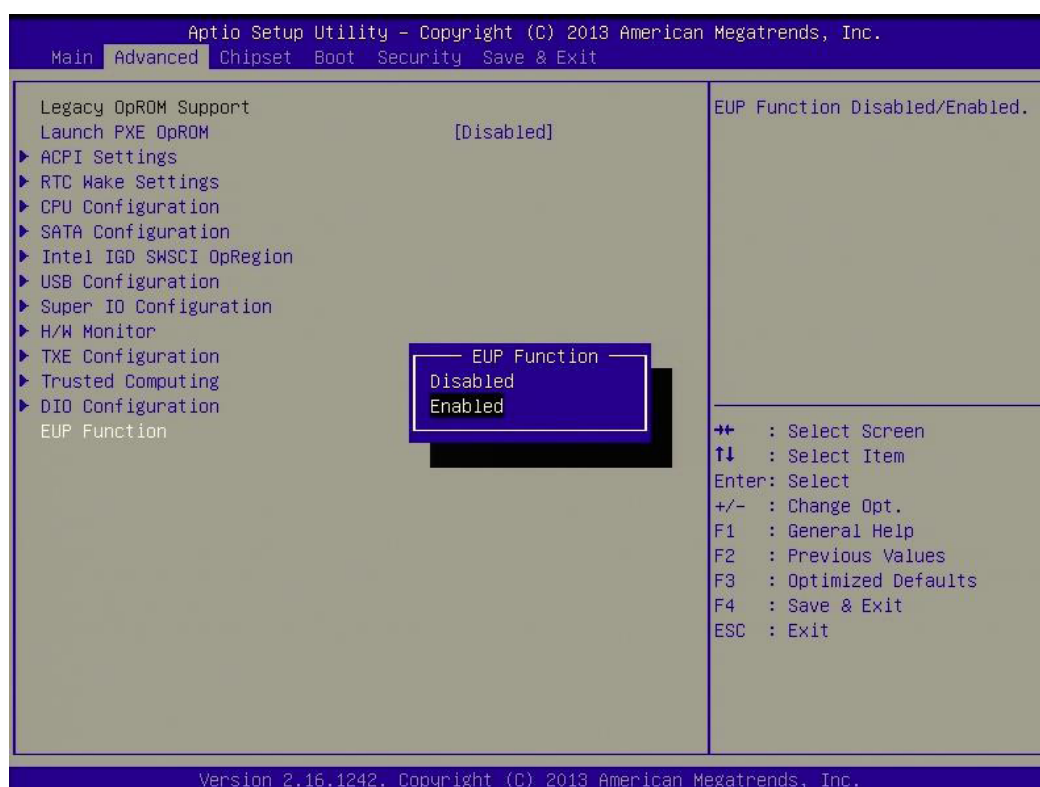 Aptio Setup Utility – Copyright (C) 2013 American Megatrends, Inc.
Main Advanced Chipset Boot Security Save & Exit
Legacy OpROM Support
Launch PXE OpROM [Disabled]
▶ ACPI Settings
▶ RTC Wake Settings
▶ CPU Configuration
▶ SATA Configuration
▶ Intel IGD SWSCI OpRegion
▶ USB Configuration
▶ Super IO Configuration
▶ H/W Monitor
▶ TXE Configuration
▶ Trusted Computing
▶ DIO Configuration
EUP Function
EUP Function
Disabled
Enabled
EUP Function Disabled/Enabled.
→←: Select Screen
↑↓: Select Item
Enter: Select
+/- : Change Opt.
F1 : General Help
F2 : Previous Values
F3 : Optimized Defaults
F4 : Save & Exit
ESC : Exit
Version 2.16.1242. Copyright (C) 2013 American Megatrends, Inc.